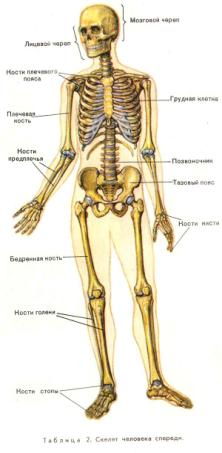 Мозговой череп
Лицевой череп
Кости плечевого
пояса
Грудная клетка
Плечевая
кость
Кости
предплечья
Позвоночник
Тазовый пояс
Кости кисти
Бедренная кость
Кости голени
Кости стопы
Таблица 2. Скелет человека спереди.